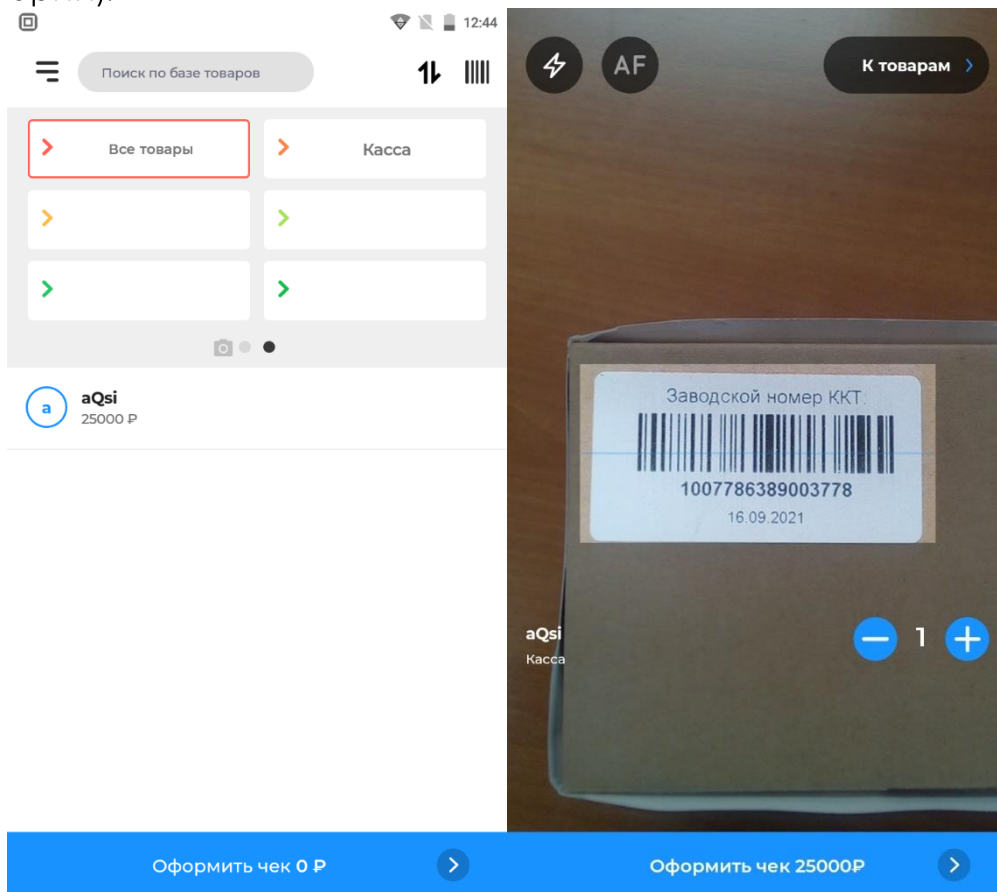 12:44
Поиск по базе товаров
Все товары
Касса
a
aQsi
25000 ₽
Оформить чек 0 ₽
AF
К товарам
Заводской номер ККТ:
1007786389003778
16.09.2021
aQsi
Касса
1
Оформить чек 25000₽